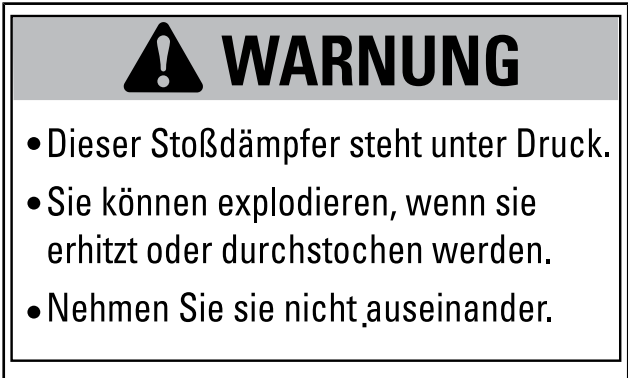 WARNUNG
• Dieser Stoßdämpfer steht unter Druck.
• Sie können explodieren, wenn sie
erhitzt oder durchstochen werden.
• Nehmen Sie sie nicht auseinander.